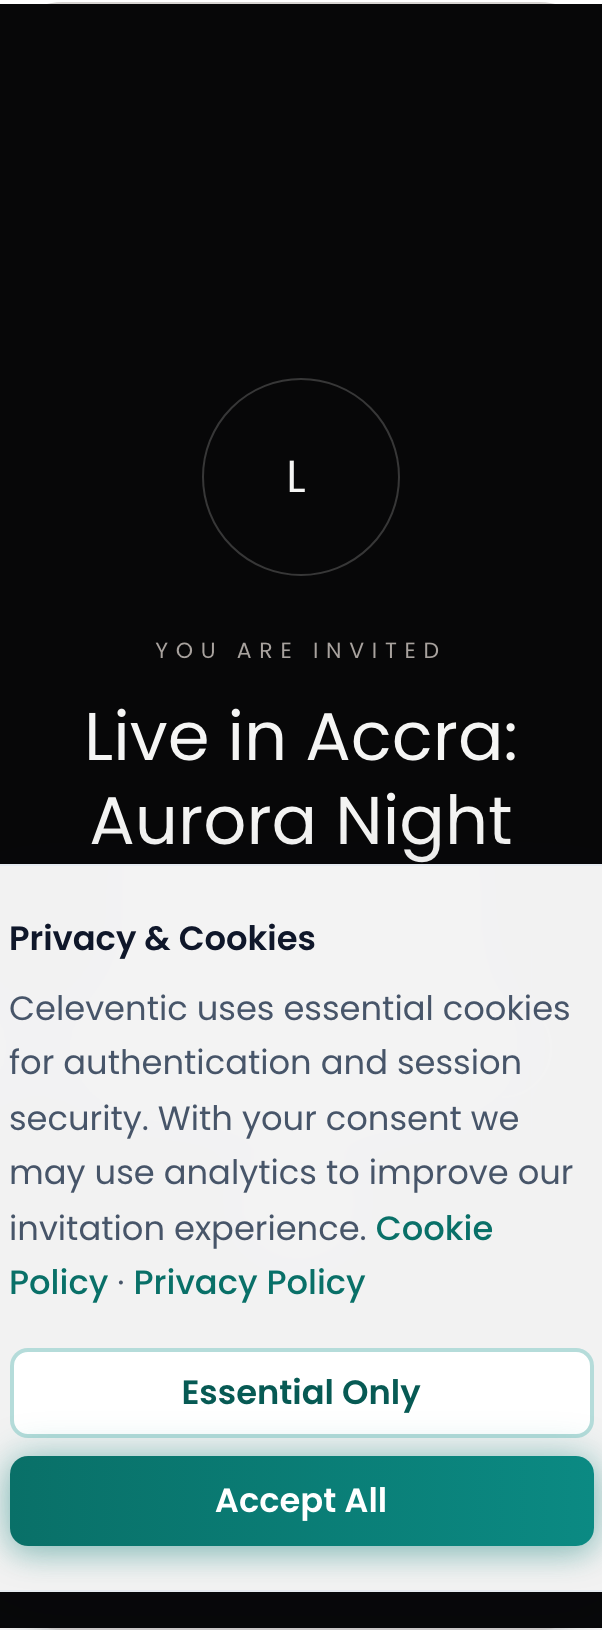 L
YOU ARE INVITED
Live in Accra:
Aurora Night
Privacy & Cookies
Celeventic uses essential cookies
for authentication and session
security. With your consent we
may use analytics to improve our
invitation experience. Cookie
Policy · Privacy Policy
Essential Only
Accept All